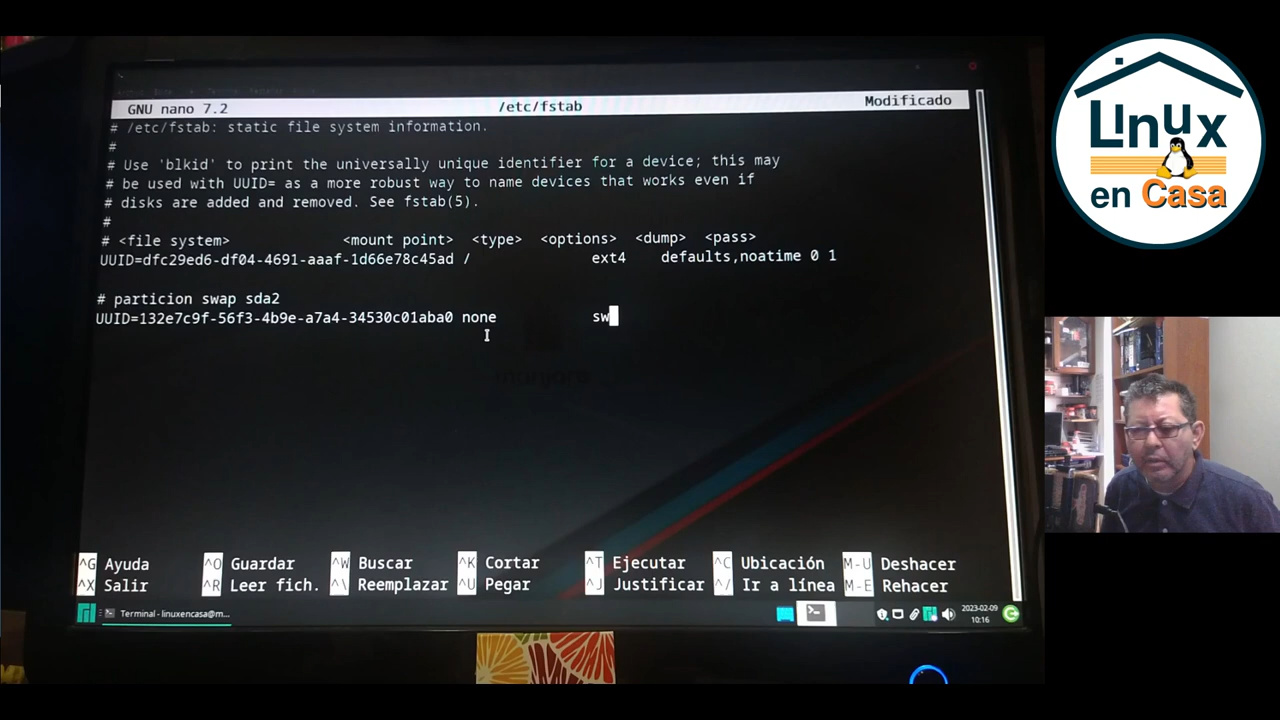 GNU nano 7.2 /etc/fstab Modificado
# /etc/fstab: static file system information.
#
# Use 'blkid' to print the universally unique identifier for a device; this may
# be used with UUID= as a more robust way to name devices that works even if
# disks are added and removed. See fstab(5).
#
# <file system> <mount point> <type> <options> <dump> <pass>
UUID=dfc29ed6-df04-4691-aaaf-1d66e78c45ad / ext4 defaults,noatime 0 1
# particion swap sda2
UUID=132e7c9f-56f3-4b9e-a7a4-34530c01aba0 none sw
^G Ayuda ^O Guardar ^W Buscar ^K Cortar ^T Ejecutar ^C Ubicación M-U Deshacer
^X Salir ^R Leer fich. ^\ Reemplazar ^U Pegar ^J Justificar ^/ Ir a línea M-E Rehacer
Terminal - linuxencasa@m...
2023-02-09
10:16
Linux
en Casa